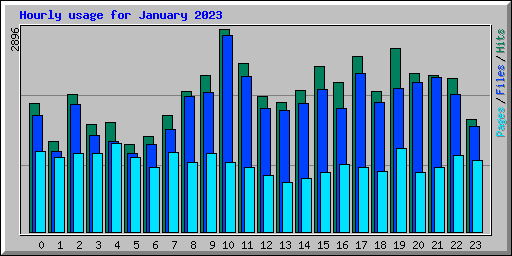 Hourly usage for January 2023
2896
Pages/Files/Hits
0 1 2 3 4 5 6 7 8 9 10 11 12 13 14 15 16 17 18 19 20 21 22 23